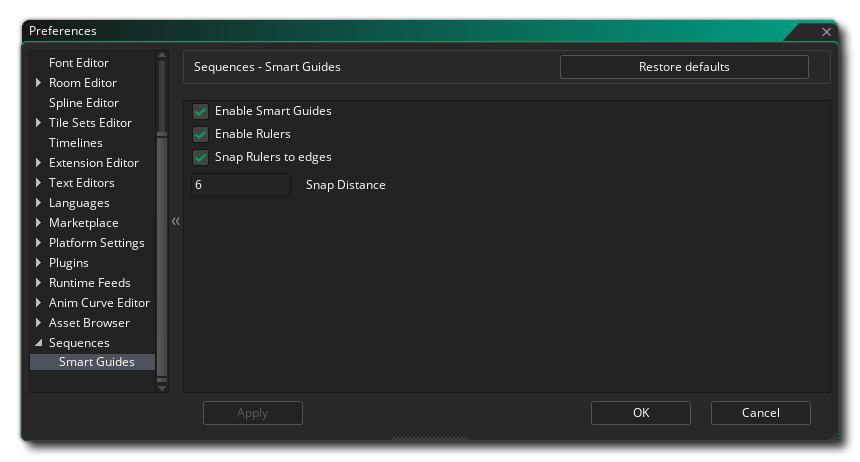 Preferences
Font Editor
Room Editor
Spline Editor
Tile Sets Editor
Timelines
Extension Editor
Text Editors
Languages
Marketplace
Platform Settings
Plugins
Runtime Feeds
Anim Curve Editor
Asset Browser
Sequences
Smart Guides
Sequences - Smart Guides
Restore defaults
Enable Smart Guides
Enable Rulers
Snap Rulers to edges
6 Snap Distance
Apply
OK
Cancel